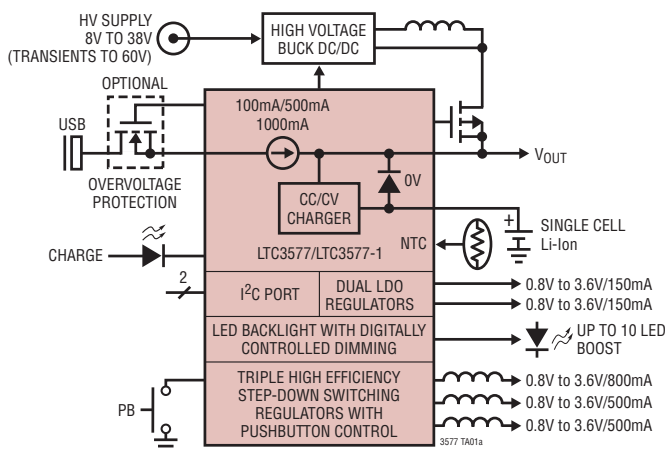 HV SUPPLY
8V TO 38V
(TRANSIENTS TO 60V)
HIGH VOLTAGE
BUCK DC/DC
OPTIONAL
USB
OVERVOLTAGE
PROTECTION
100mA/500mA
1000mA
0V
CC/CV
CHARGER
VOUT
+
SINGLE CELL
Li-Ion
NTC
LTC3577/LTC3577-1
CHARGE
2
I2C PORT
DUAL LDO
REGULATORS
0.8V to 3.6V/150mA
0.8V to 3.6V/150mA
LED BACKLIGHT WITH DIGITALLY
CONTROLLED DIMMING
UP TO 10 LED
BOOST
PB
TRIPLE HIGH EFFICIENCY
STEP-DOWN SWITCHING
REGULATORS WITH
PUSHBUTTON CONTROL
0.8V to 3.6V/800mA
0.8V to 3.6V/500mA
0.8V to 3.6V/500mA
3577 TA01a